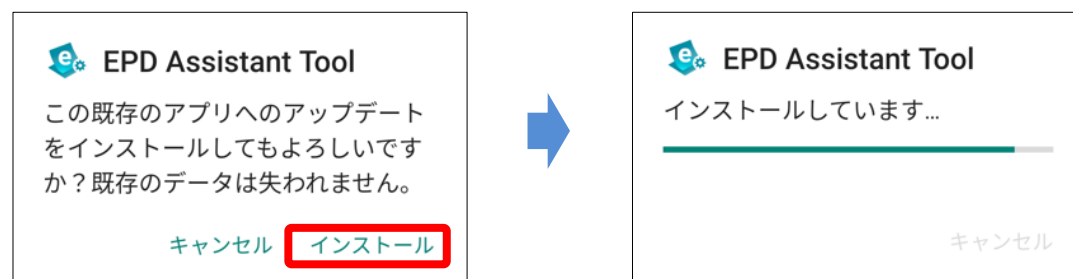 EPD Assistant Tool
この既存のアプリへのアップデート
をインストールしてもよろしいです
か？既存のデータは失われません。
キャンセル インストール
EPD Assistant Tool
インストールしています...
キャンセル